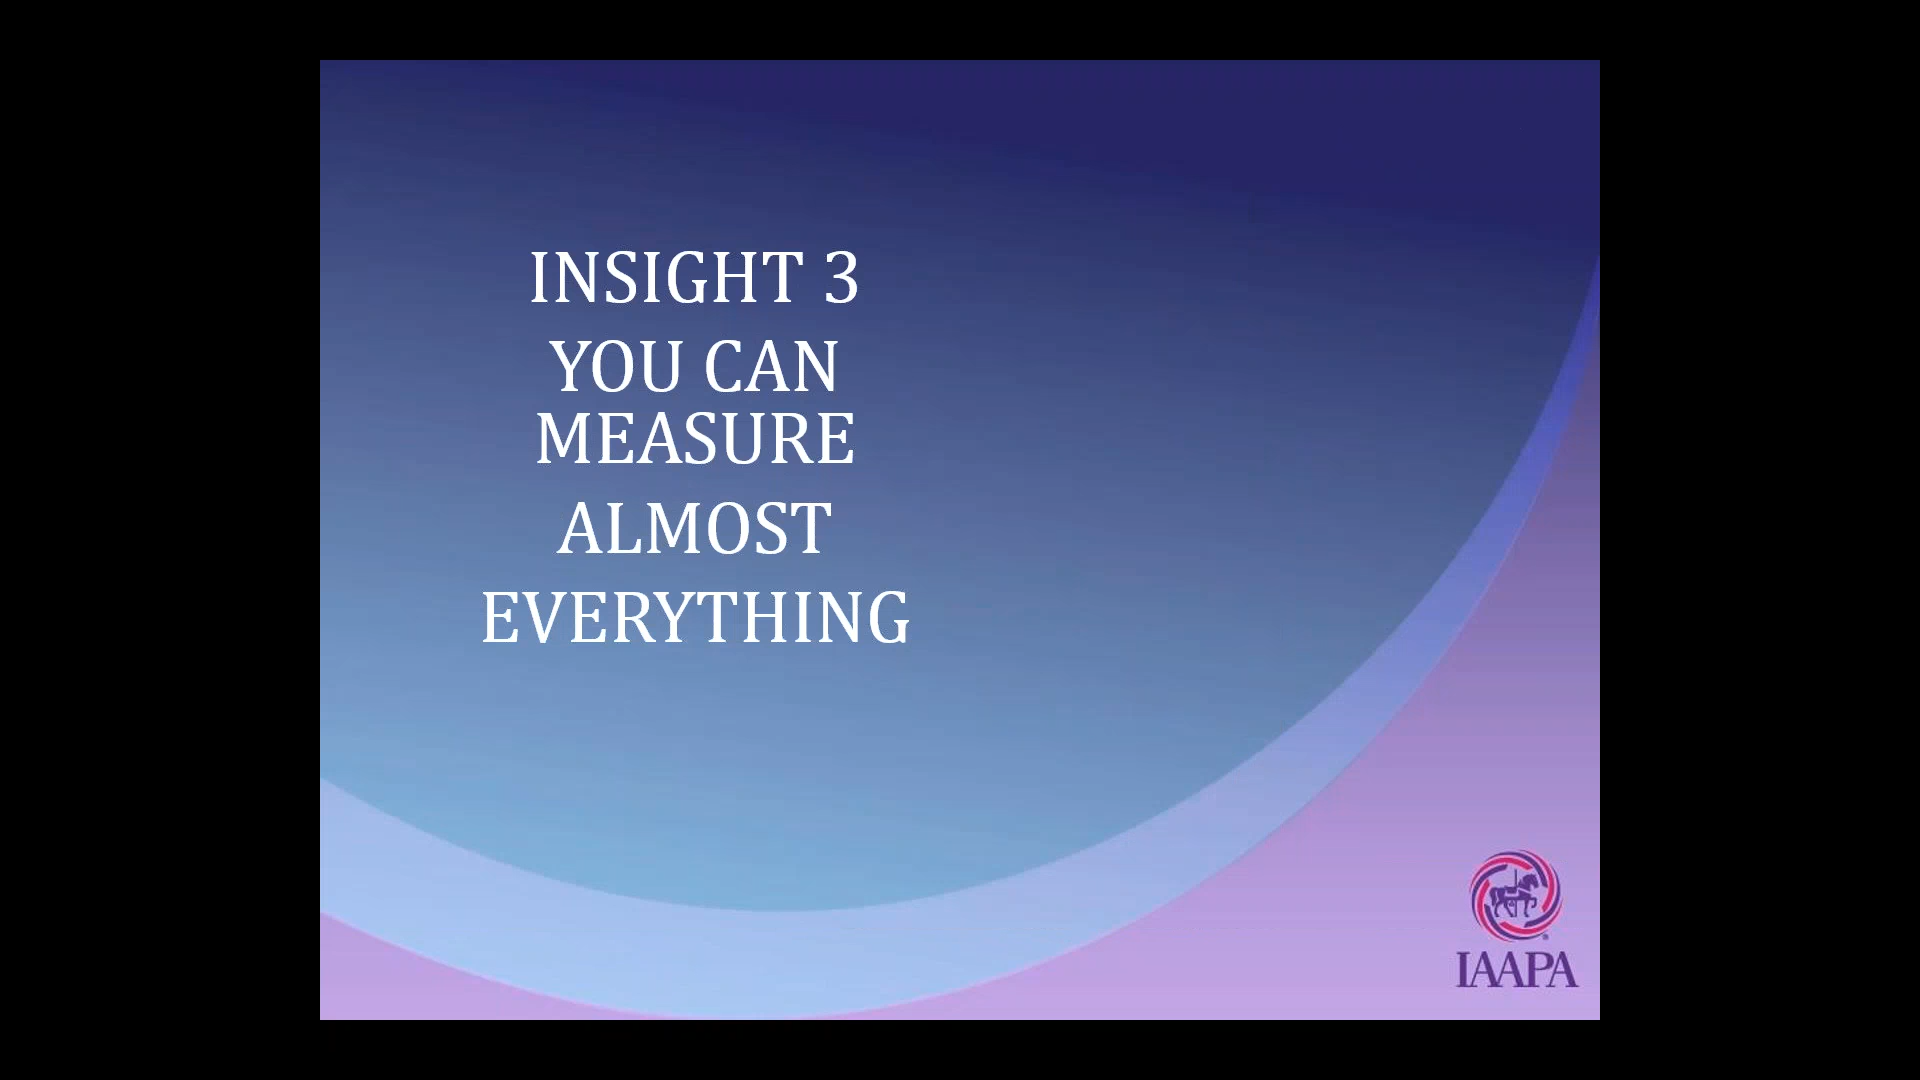 INSIGHT 3
YOU CAN
MEASURE
ALMOST
EVERYTHING
IAAPA